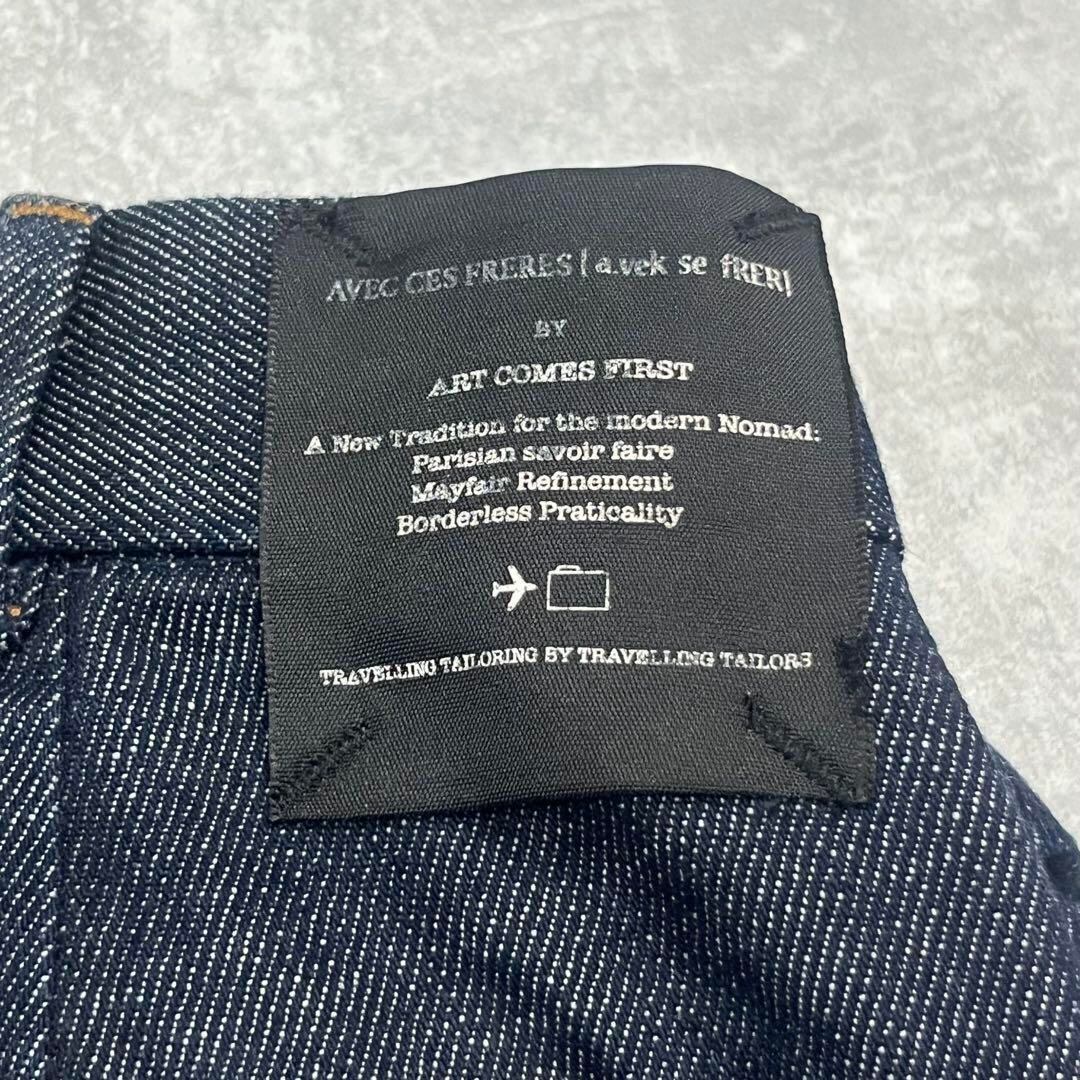 AVEC CES FRERES [a.vek se fRER]
BY
ART COMES FIRST
A New Tradition for the modern Nomad:
Parisian savoir faire
Mayfair Refinement
Borderless Praticality
TRAVELLING TAILORING BY TRAVELLING TAILORS